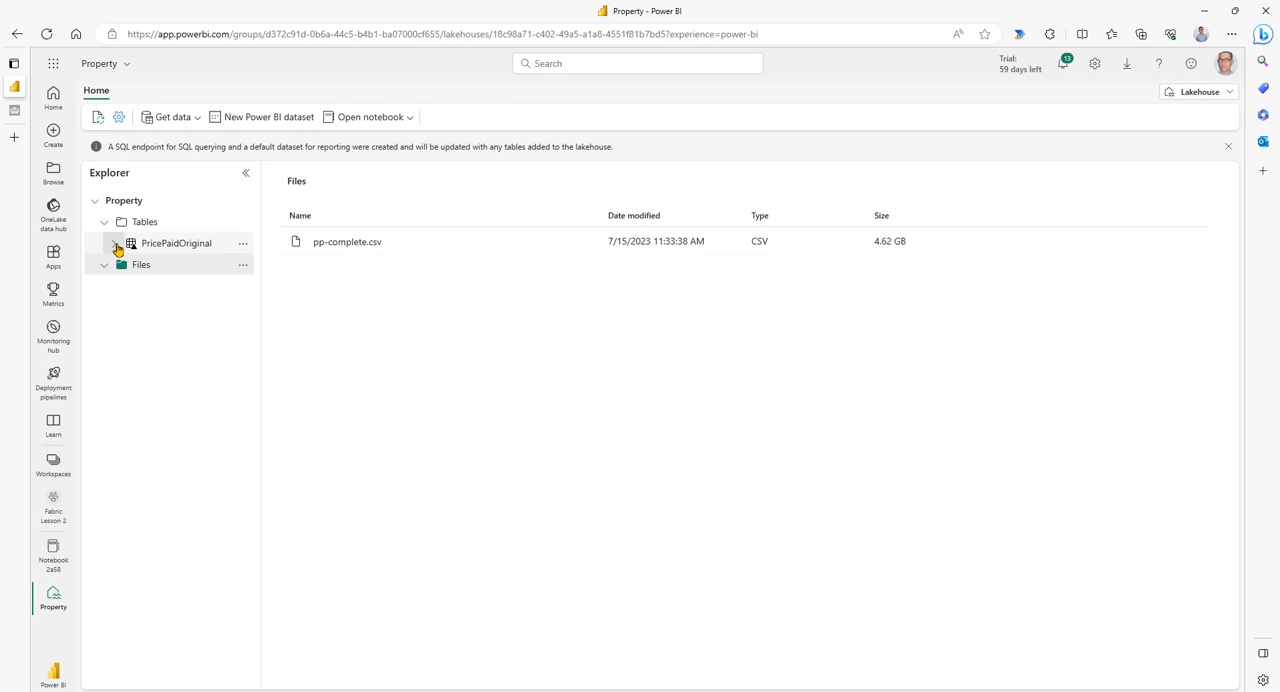 Property - Power BI
https://app.powerbi.com/groups/d372c91d-0b6a-44c5-b4b1-ba07000cf655/lakehouses/18c98a71-c402-49a5-a1a8-4551f81b7bd5?experience=power-bi
Property
Search
Trial:
59 days left
13
Home
Lakehouse
Get data
New Power BI dataset
Open notebook
A SQL endpoint for SQL querying and a default dataset for reporting were created and will be updated with any tables added to the lakehouse.
Home
Create
Browse
OneLake
data hub
Apps
Metrics
Monitoring
hub
Deployment
pipelines
Learn
Workspaces
Fabric
Lesson 2
Notebook
2a58
Property
Power BI
Explorer
Property
Tables
PricePaidOriginal
Files
Files
Name Date modified Type Size
pp-complete.csv 7/15/2023 11:33:38 AM CSV 4.62 GB